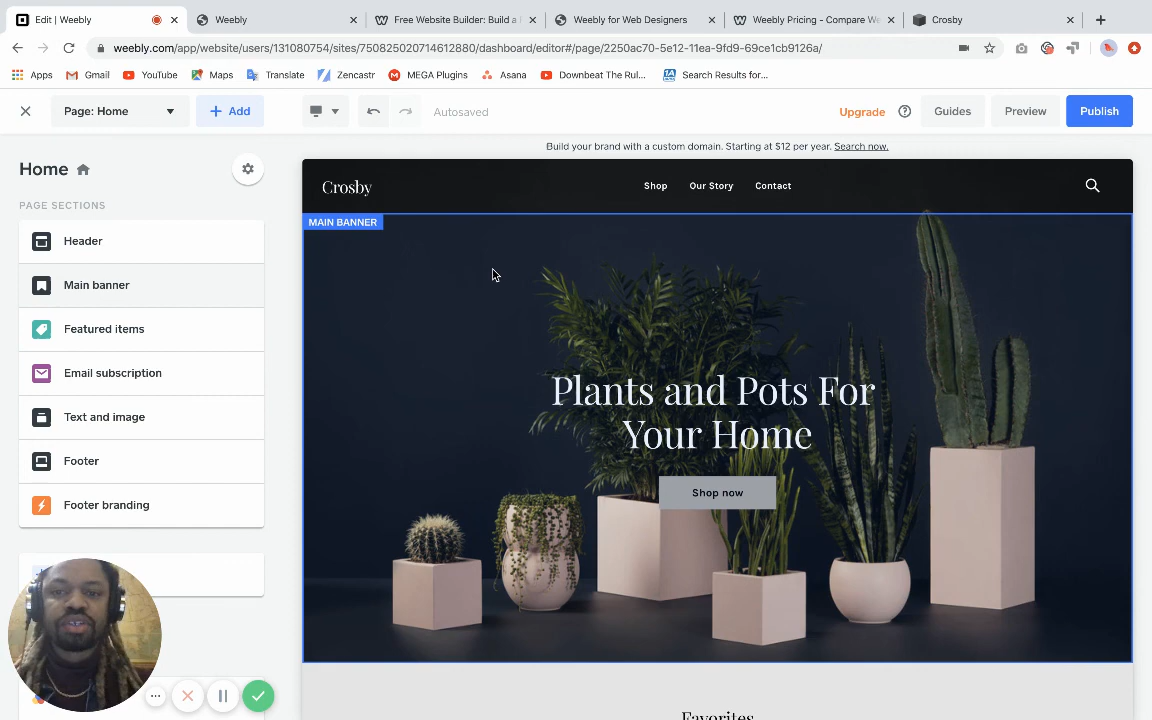 Edit | Weebly
Weebly
Free Website Builder: Build a
Weebly for Web Designers
Weebly Pricing - Compare We
Crosby
weebly.com/app/website/users/131080754/sites/750825020714612880/dashboard/editor#/page/2250ac70-5e12-11ea-9fd9-69ce1cb9126a/
Apps
Gmail
YouTube
Maps
Translate
Zencastr
MEGA Plugins
Asana
Downbeat The Rul...
Search Results for...
Page: Home
Add
Autosaved
Upgrade
Guides
Preview
Publish
Build your brand with a custom domain. Starting at $12 per year. Search now.
Home
PAGE SECTIONS
Header
Main banner
Featured items
Email subscription
Text and image
Footer
Footer branding
Crosby
Shop
Our Story
Contact
MAIN BANNER
Plants and Pots For
Your Home
Shop now
Favorites